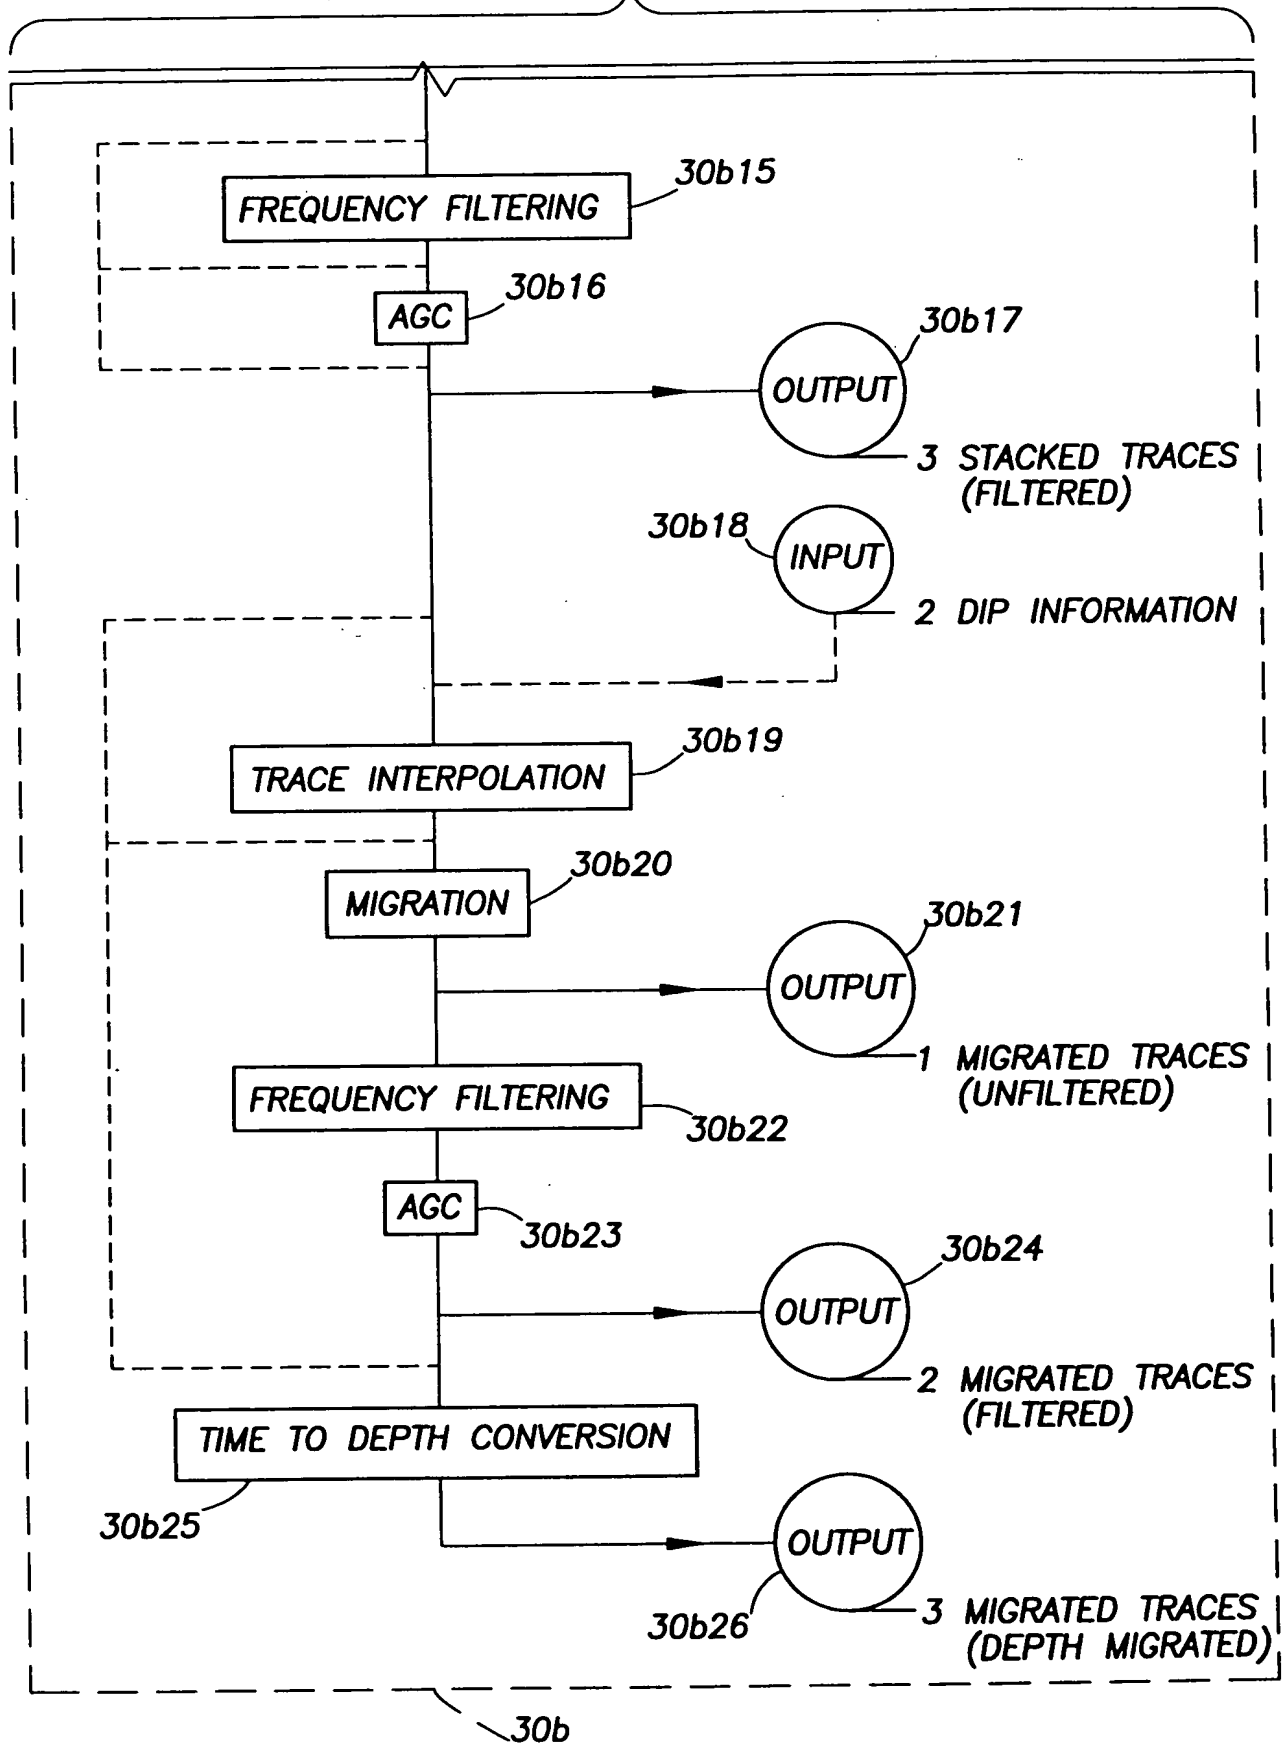 30b15
FREQUENCY FILTERING
30b16
AGC
30b17
OUTPUT
3 STACKED TRACES
(FILTERED)
30b18
INPUT
2 DIP INFORMATION
30b19
TRACE INTERPOLATION
30b20
MIGRATION
30b21
OUTPUT
1 MIGRATED TRACES
(UNFILTERED)
FREQUENCY FILTERING
30b22
AGC
30b23
30b24
OUTPUT
2 MIGRATED TRACES
(FILTERED)
TIME TO DEPTH CONVERSION
30b25
OUTPUT
30b26
3 MIGRATED TRACES
(DEPTH MIGRATED)
30b